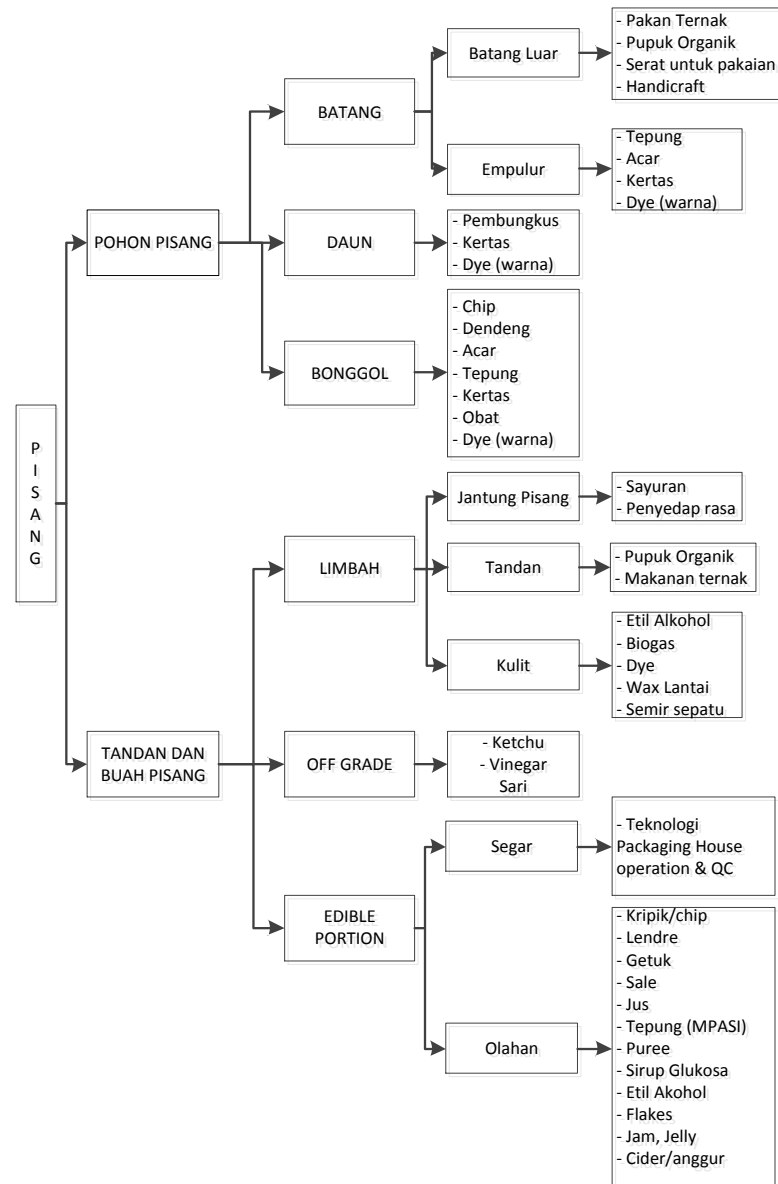 - Pakan Ternak
- Pupuk Organik
- Serat untuk pakaian
- Handicraft
Batang Luar
BATANG
Empulur
- Tepung
- Acar
- Kertas
- Dye (warna)
POHON PISANG
DAUN
- Pembungkus
- Kertas
- Dye (warna)
BONGGOL
- Chip
- Dendeng
- Acar
- Tepung
- Kertas
- Obat
- Dye (warna)
P
I
S
A
N
G
Jantung Pisang
- Sayuran
- Penyedap rasa
LIMBAH
Tandan
- Pupuk Organik
- Makanan ternak
Kulit
- Etil Alkohol
- Biogas
- Dye
- Wax Lantai
- Semir sepatu
TANDAN DAN
BUAH PISANG
OFF GRADE
- Ketchu
- Vinegar
Sari
Segar
- Teknologi
Packaging House
operation & QC
EDIBLE
PORTION
Olahan
- Kripik/chip
- Lendre
- Getuk
- Sale
- Jus
- Tepung (MPASI)
- Puree
- Sirup Glukosa
- Etil Akohol
- Flakes
- Jam, Jelly
- Cider/anggur